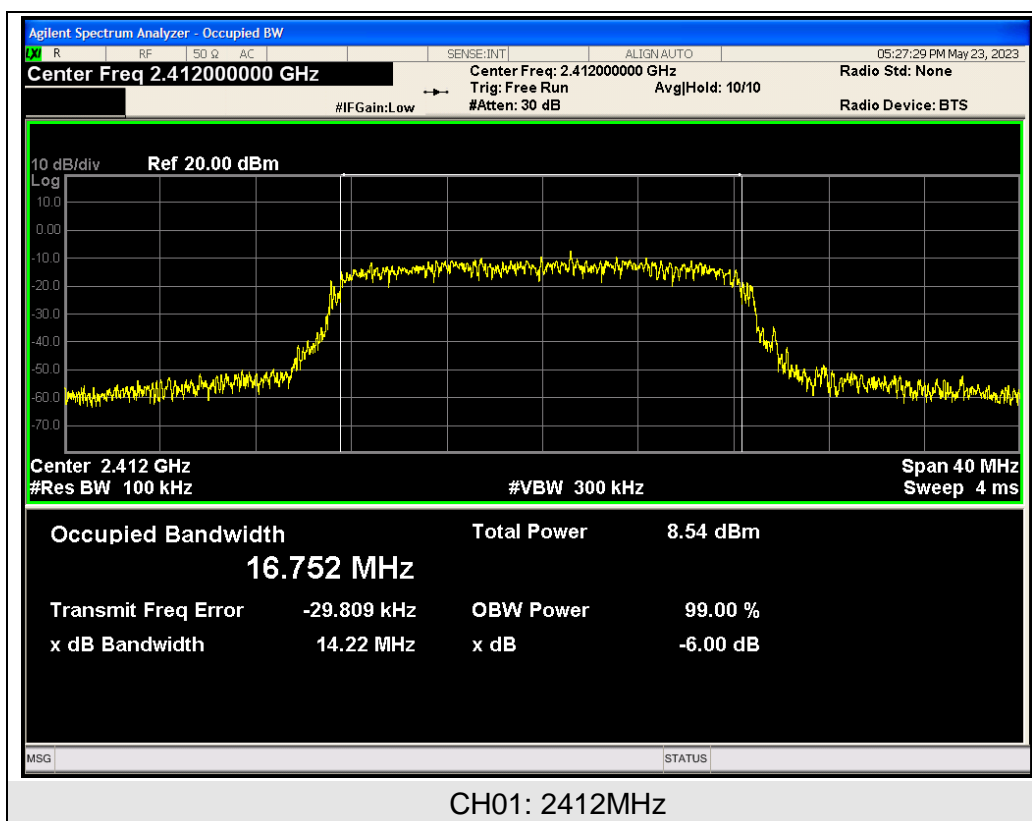 Agilent Spectrum Analyzer - Occupied BW
LXI R RF 50 Ω AC SENSE:INT ALIGN AUTO 05:27:29 PM May 23, 2023
Center Freq 2.412000000 GHz
Center Freq: 2.412000000 GHz
Radio Std: None
Trig: Free Run Avg|Hold: 10/10
#IFGain:Low
#Atten: 30 dB
Radio Device: BTS
10 dB/div Ref 20.00 dBm
Log
10.0
0.00
-10.0
-20.0
-30.0
-40.0
-50.0
-60.0
-70.0
Center 2.412 GHz Span 40 MHz
#Res BW 100 kHz #VBW 300 kHz Sweep 4 ms
Occupied Bandwidth Total Power 8.54 dBm
16.752 MHz
Transmit Freq Error -29.809 kHz OBW Power 99.00 %
x dB Bandwidth 14.22 MHz x dB -6.00 dB
MSG STATUS
CH01: 2412MHz